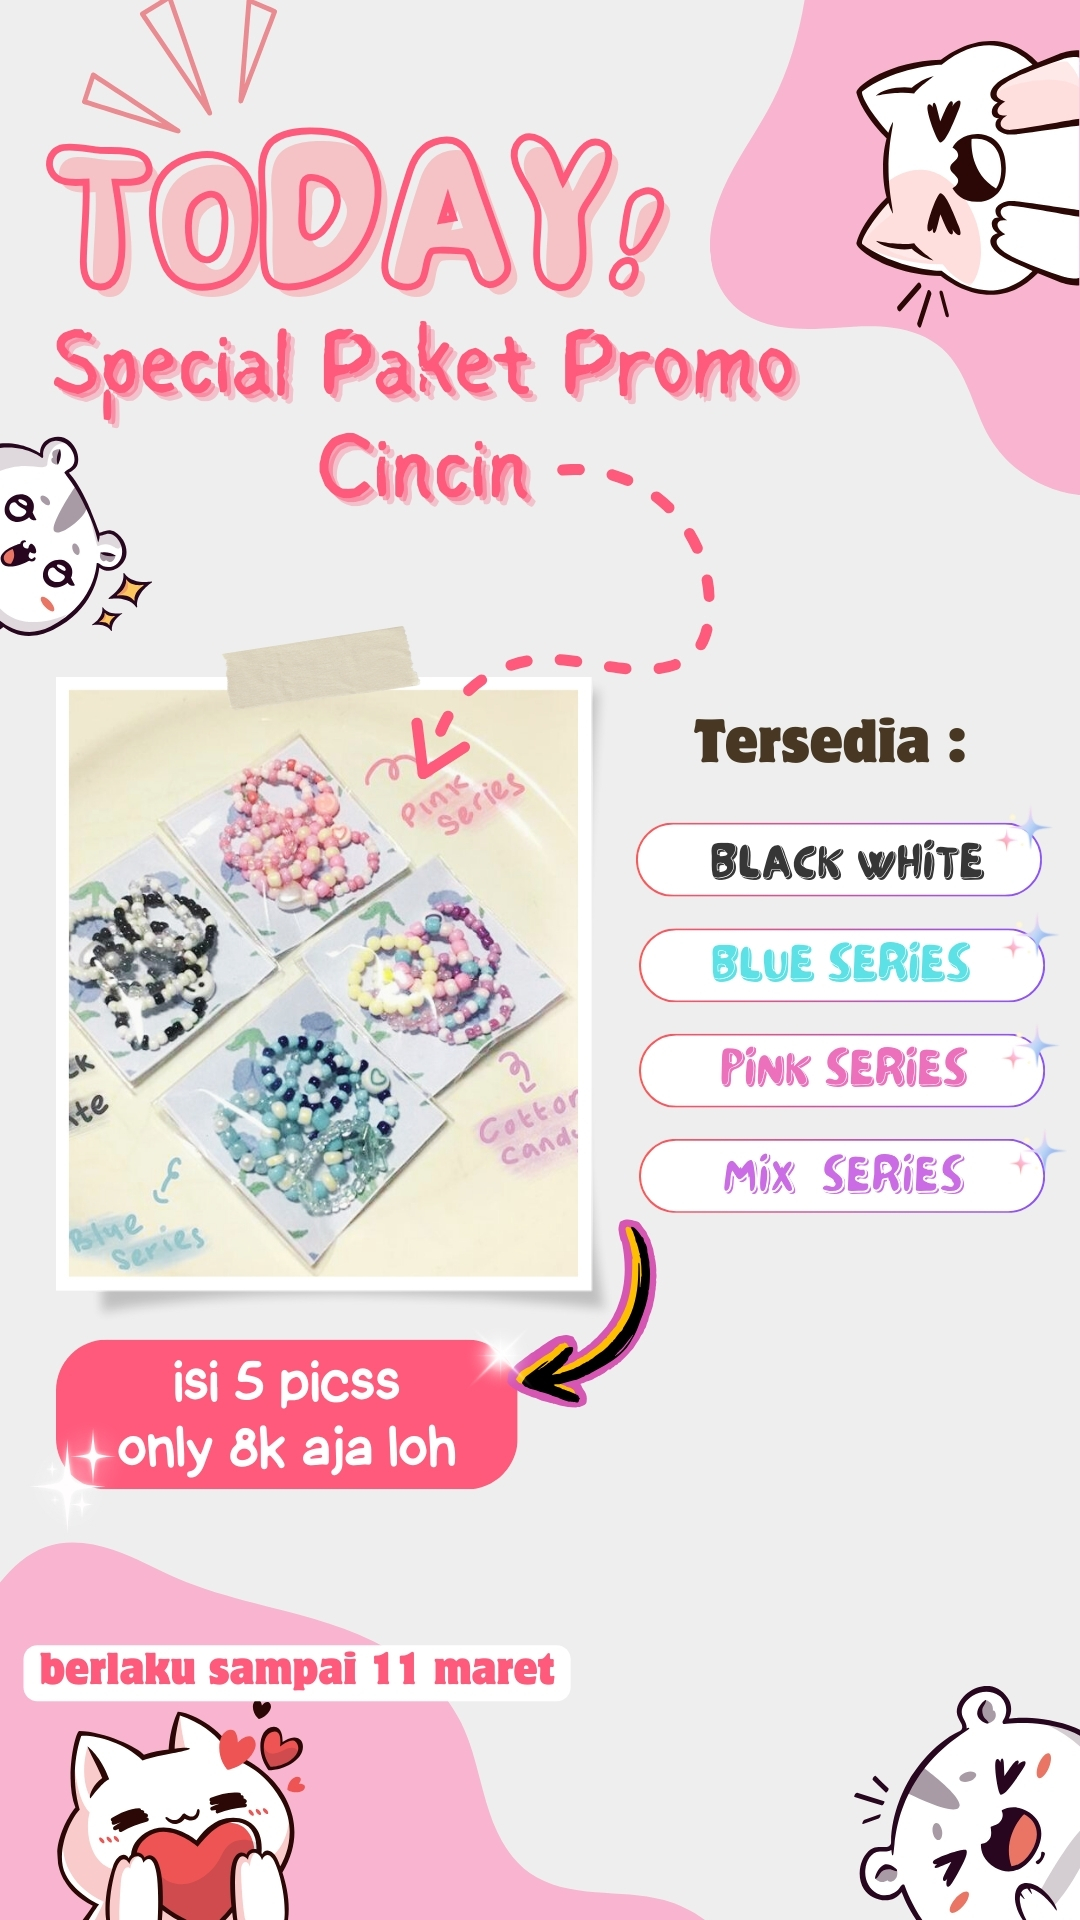 TODAY!
Special Paket Promo
Cincin
Tersedia :
Pink
Series
BLACK WHITE
BLUE SERIES
PINK SERIES
MIX SERIES
Cotton
Candy
Blue
Series
isi 5 picss
only 8k aja loh
berlaku sampai 11 maret